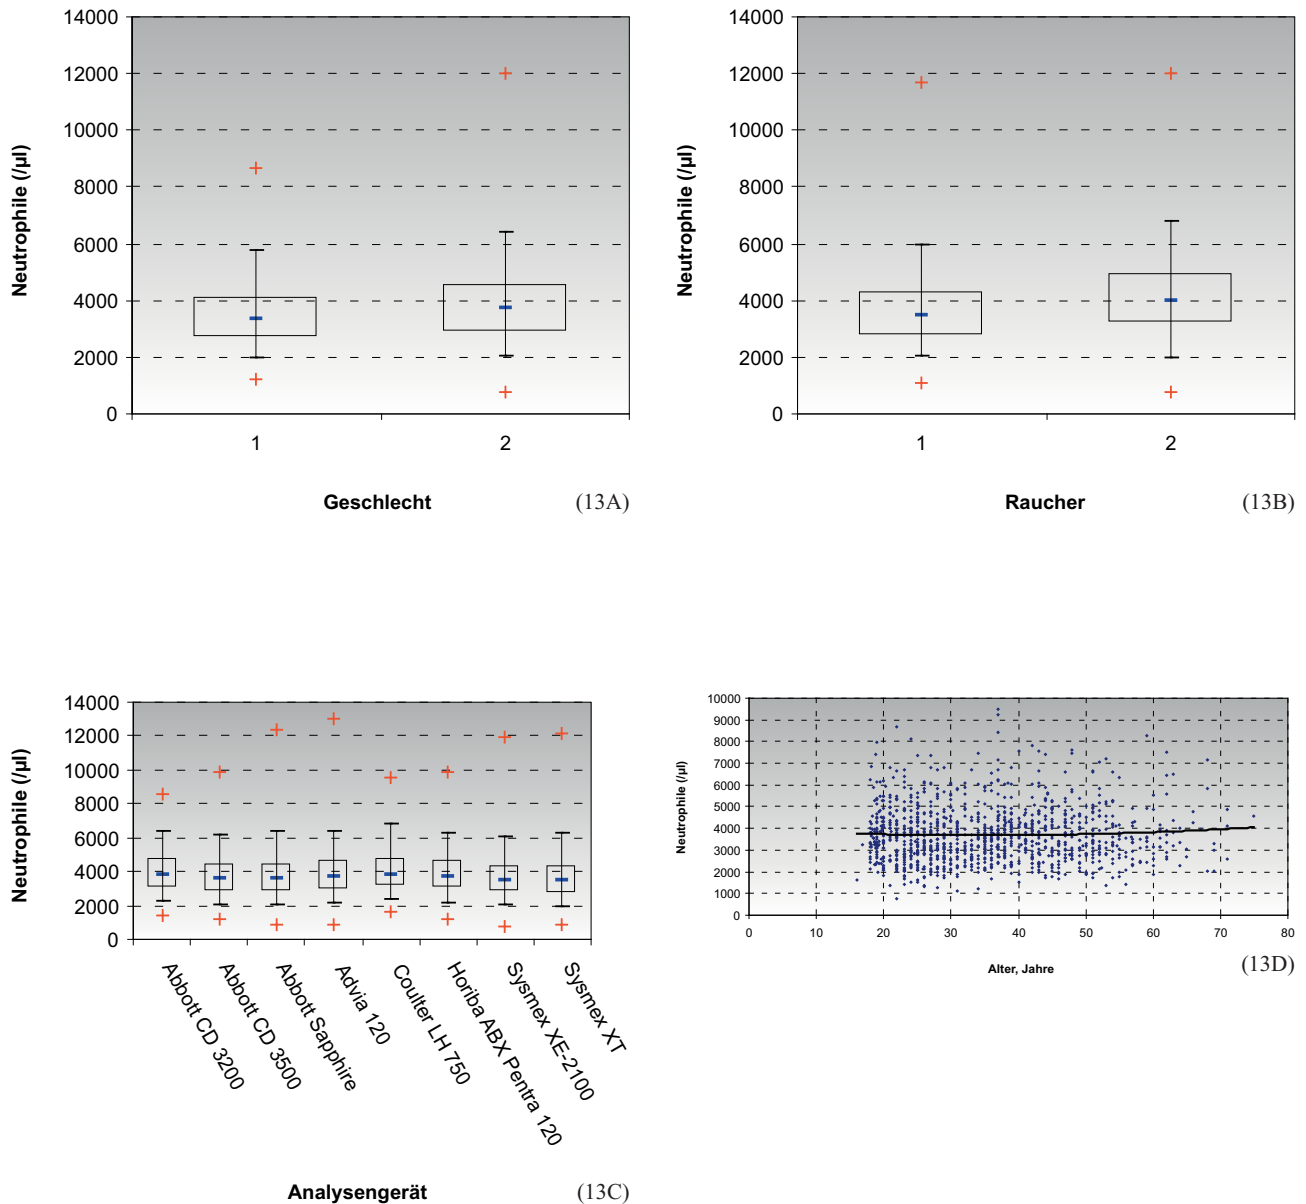 14000
12000
10000
8000
6000
4000
2000
0
Neutrophile (/µl)
1 2
Geschlecht (13A)
14000
12000
10000
8000
6000
4000
2000
0
Neutrophile (/µl)
1 2
Raucher (13B)
14000
12000
10000
8000
6000
4000
2000
0
Neutrophile (/µl)
Abbott CD 3200
Abbott CD 3500
Abbott Sapphire
Advia 120
Coulter LH 750
Horiba ABX Pentra 120
Sysmex XE-2100
Sysmex XT
Analysengerät (13C)
10000
9000
8000
7000
6000
5000
4000
3000
2000
1000
0
Neutrophile (/µl)
0 10 20 30 40 50 60 70 80
Alter, Jahre (13D)